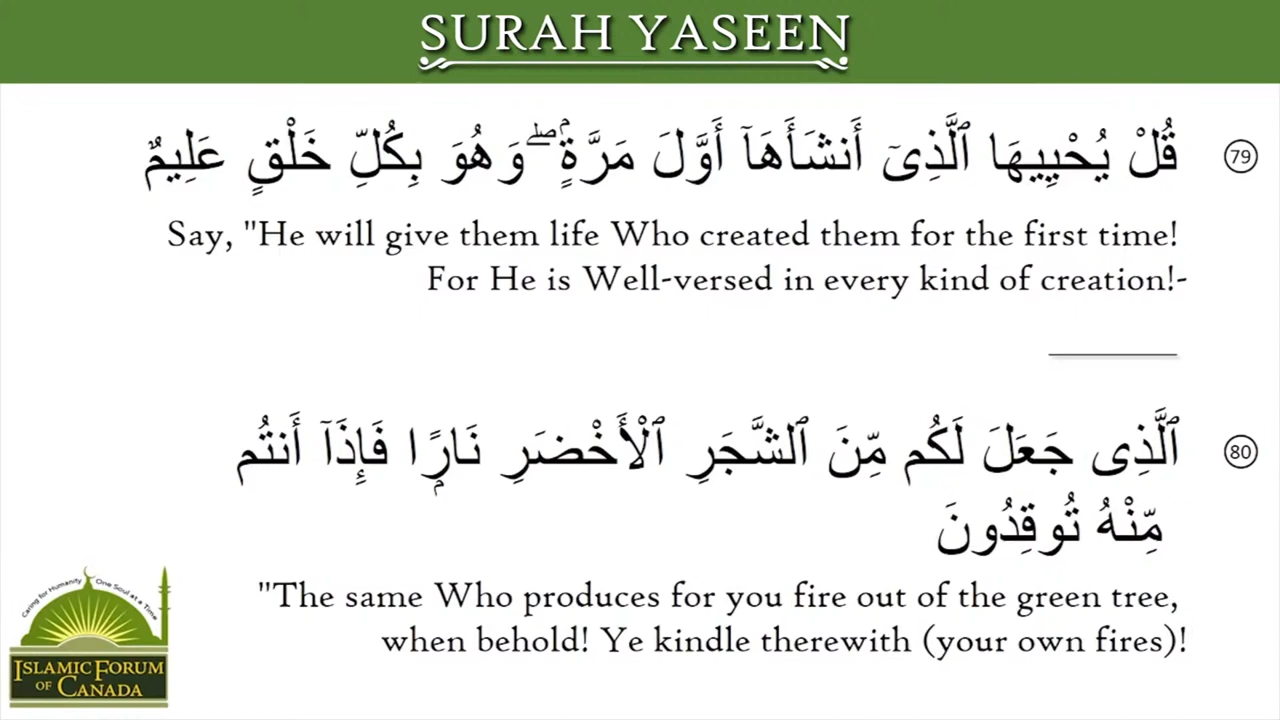 SURAH YASEEN
قُلْ يُحْيِيهَا ٱلَّذِىٓ أَنشَأَهَآ أَوَّلَ مَرَّةٍۢ ۖ وَهُوَ بِكُلِّ خَلْقٍ عَلِيمٌ
79
Say, "He will give them life Who created them for the first time!
For He is Well-versed in every kind of creation!-
ٱلَّذِى جَعَلَ لَكُم مِّنَ ٱلشَّجَرِ ٱلْأَخْضَرِ نَارًۭا فَإِذَآ أَنتُم
80
مِّنْهُ تُوقِدُونَ
"The same Who produces for you fire out of the green tree,
when behold! Ye kindle therewith (your own fires)!
Caring for Humanity One Soul at a Time
ISLAMIC FORUM
OF CANADA